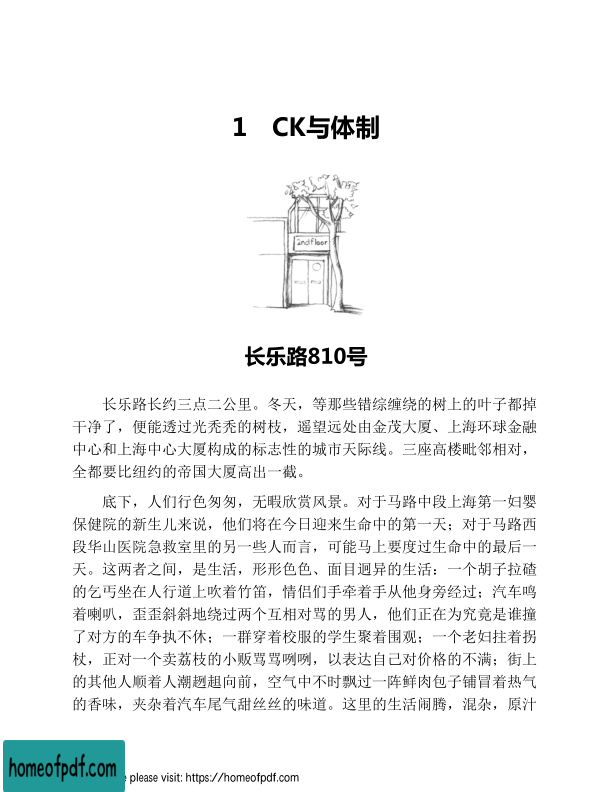 1 CK与体制
2ndfloor
长乐路810号
长乐路长约三点二公里。冬天，等那些错综缠绕的树上的叶子都掉
干净了，便能透过光秃秃的树枝，遥望远处由金茂大厦、上海环球金融
中心和上海中心大厦构成的标志性的城市天际线。三座高楼毗邻相对，
全都要比纽约的帝国大厦高出一截。
底下，人们行色匆匆，无暇欣赏风景。对于马路中段上海第一妇婴
保健院的新生儿来说，他们将在今日迎来生命中的第一天；对于马路西
段华山医院急救室里的另一些人而言，可能马上要度过生命中的最后一
天。这两者之间，是生活，形形色色、面目迥异的生活：一个胡子拉碴
的乞丐坐在人行道上吹着竹笛，情侣们手牵着手从他身旁经过；汽车鸣
着喇叭，歪歪斜斜地绕过两个互相对骂的男人，他们正在为究竟是谁撞
了对方的车争执不休；一群穿着校服的学生聚着围观；一个老妇拄着拐
杖，正对一个卖荔枝的小贩骂骂咧咧，以表达自己对价格的不满；街上
的其他人顺着人潮趔趄向前，空气中不时飘过一阵鲜肉包子铺冒着热气
的香味，夹杂着汽车尾气甜丝丝的味道。这里的生活闹腾，混杂，原汁
homeofpdf.com
e please visit: https://homeofpdf.com